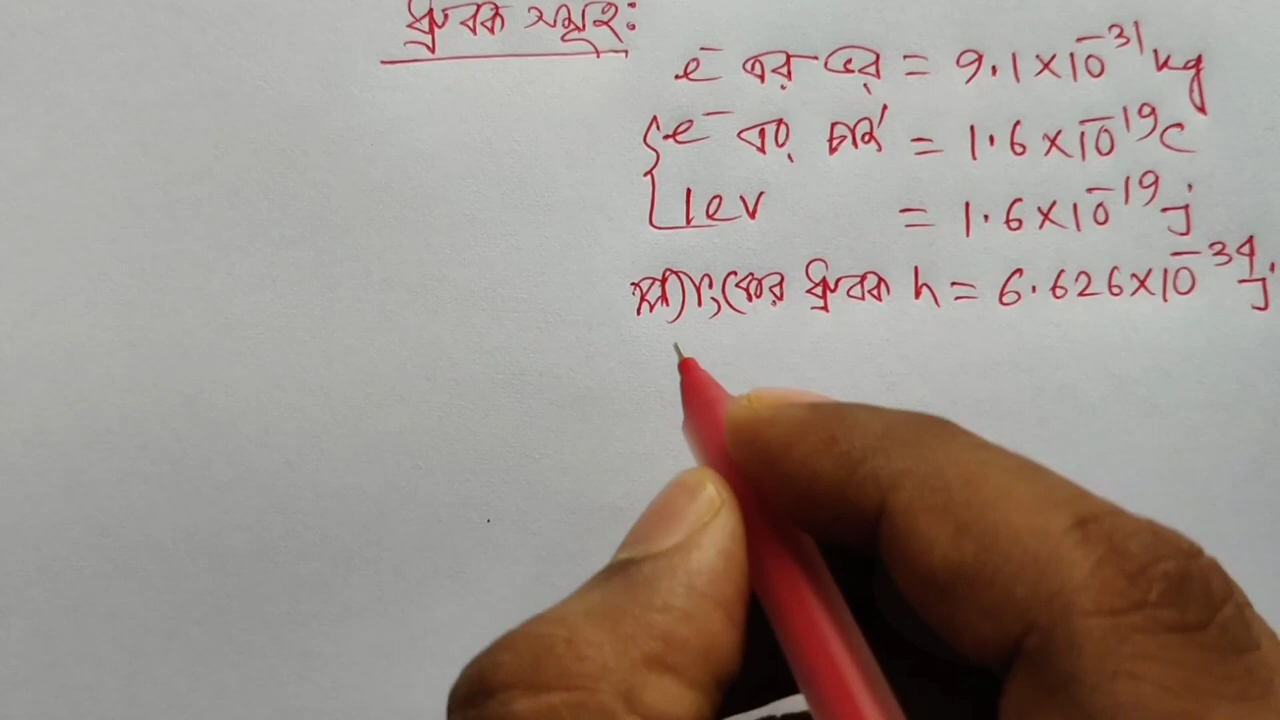 ধ্রুবক সমূহ:
e⁻ এর ভর = 9.1×10⁻³¹ kg
e⁻ এর চার্জ = 1.6×10⁻¹⁹ C
1ev = 1.6×10⁻¹⁹ j
প্ল্যাংকের ধ্রুবক h = 6.626×10⁻³⁴ j